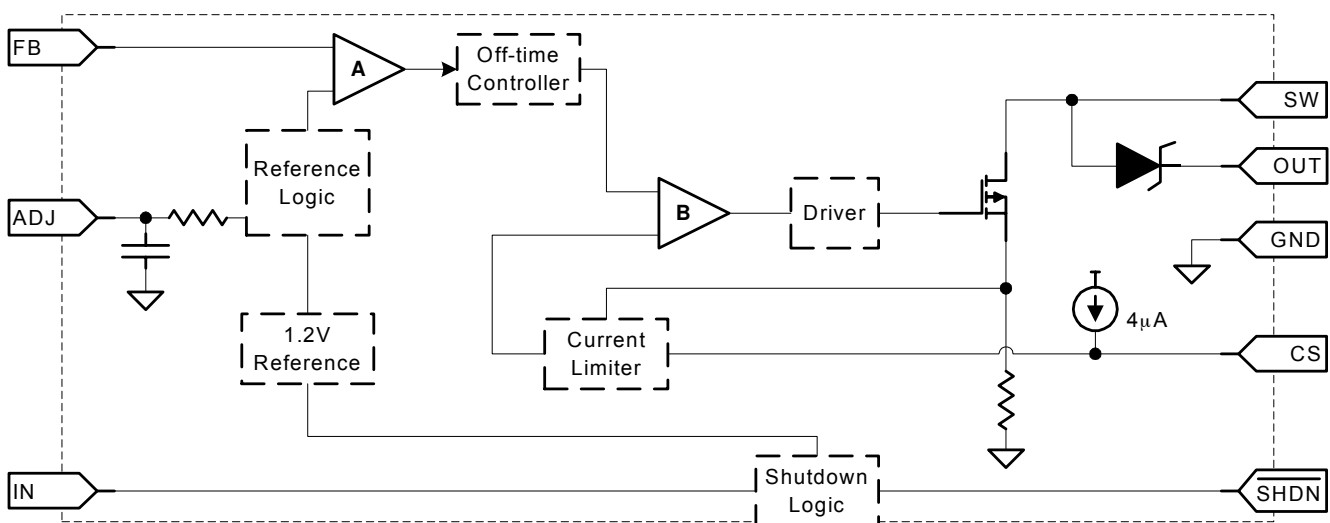 FB
A
Off-time
Controller
SW
Reference
Logic
OUT
ADJ
B
Driver
GND
1.2V
Reference
Current
Limiter
4μA
CS
IN
Shutdown
Logic
SHDN